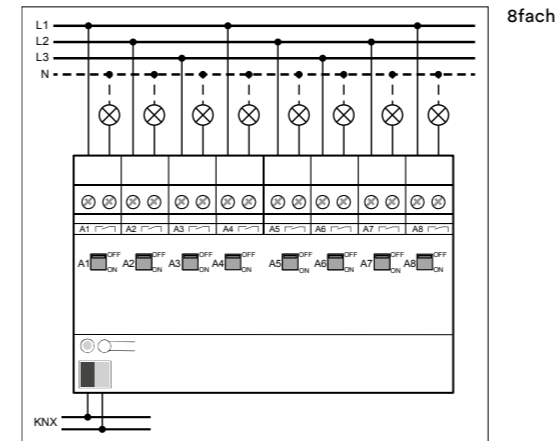 8fach
L1
L2
L3
N
A1 A2 A3 A4 A5 A6 A7 A8
A1 OFF ON A2 OFF ON A3 OFF ON A4 OFF ON A5 OFF ON A6 OFF ON A7 OFF ON A8 OFF ON
KNX